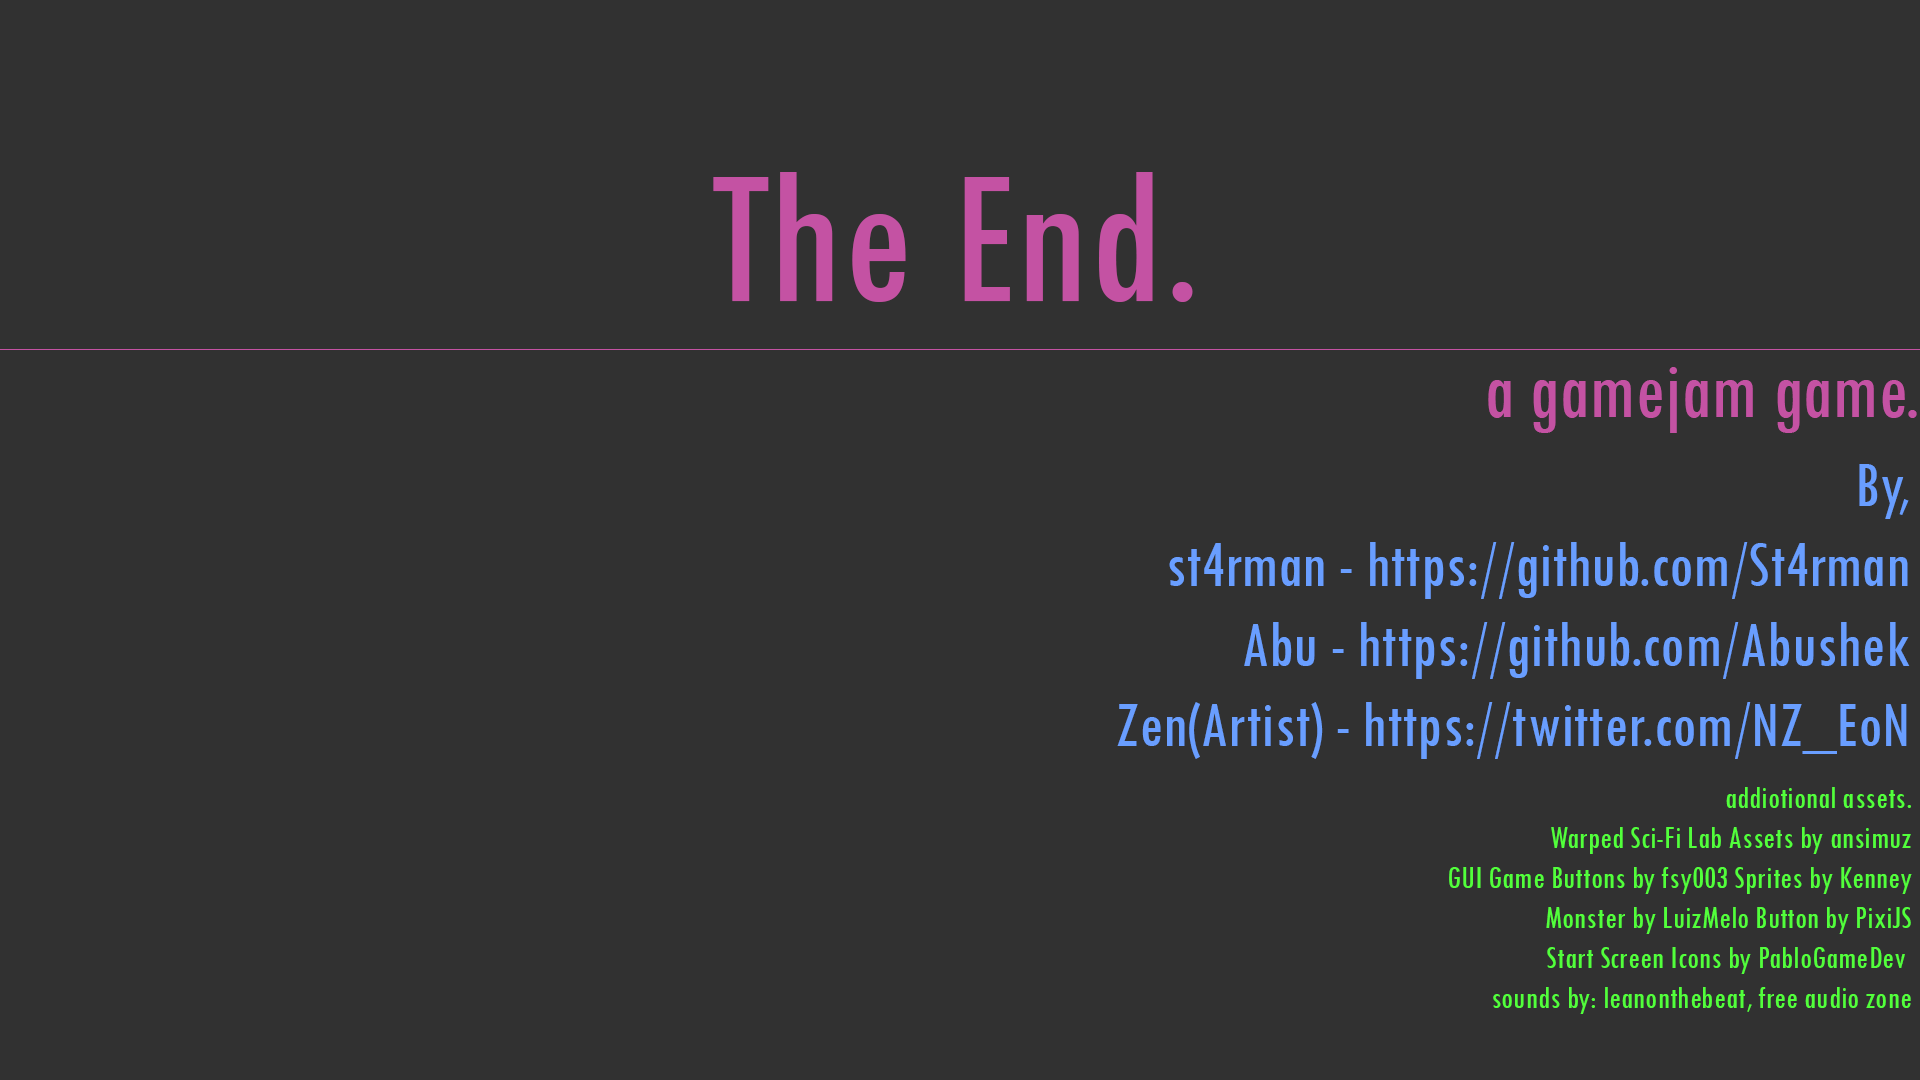 The End.
a gamejam game.
By,
st4rman - https://github.com/St4rman
Abu - https://github.com/Abushek
Zen(Artist) - https://twitter.com/NZ_EoN
addiotional assets.
Warped Sci-Fi Lab Assets by ansimuz
GUI Game Buttons by fsy003 Sprites by Kenney
Monster by LuizMelo Button by PixiJS
Start Screen Icons by PabloGameDev
sounds by: leanonthebeat, free audio zone